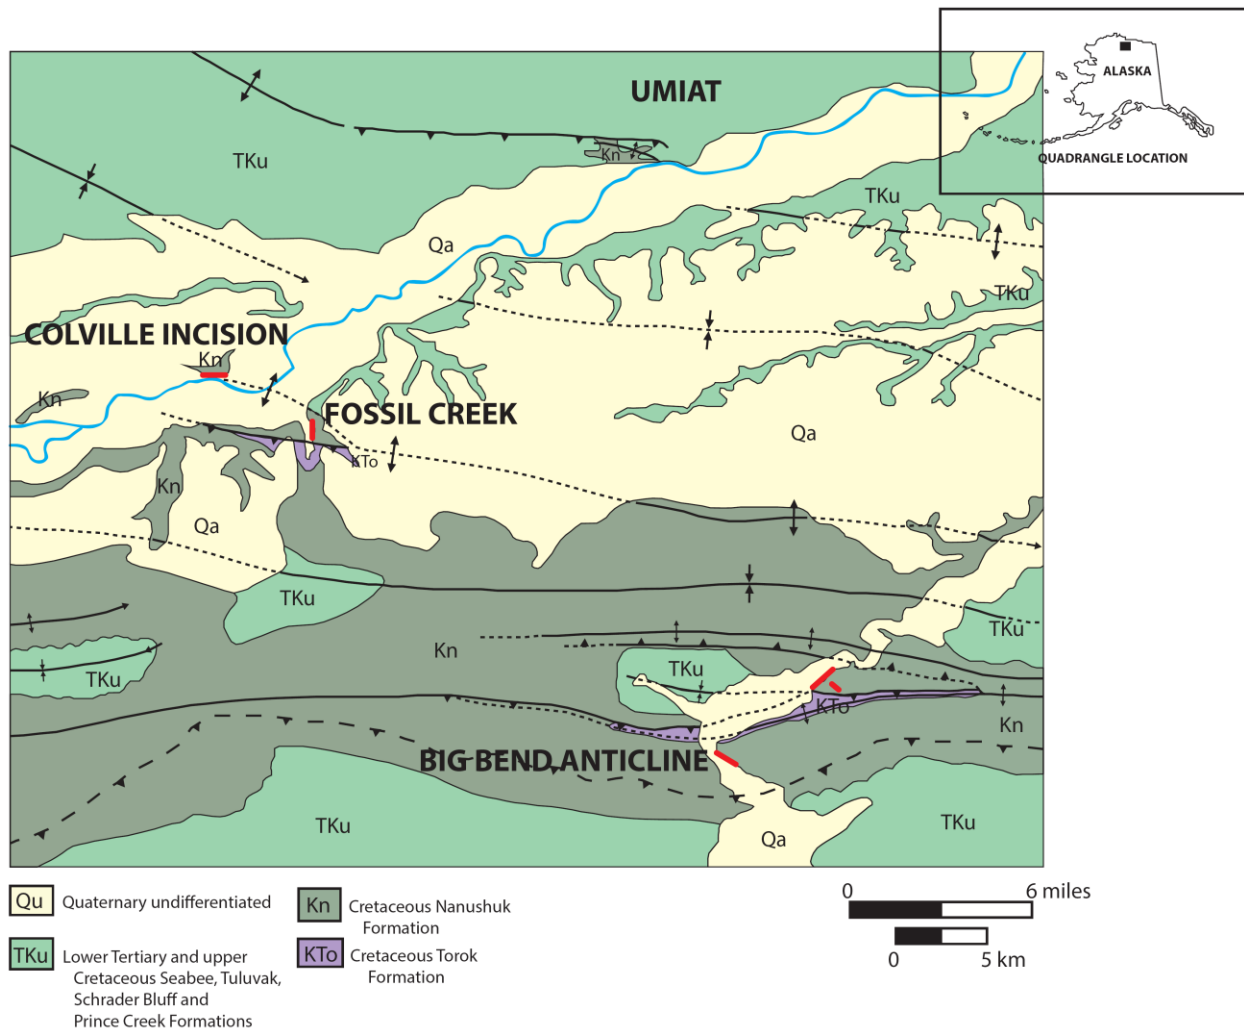 ALASKA
QUADRANGLE LOCATION
UMIAT
TKu
Kn
TKu
Qa
TKu
COLVILLE INCISION
Kn
Kn
FOSSIL CREEK
Qa
KTo
Kn
Qa
TKu
TKu
Kn
TKu
TKu
KTo
Kn
BIG BEND ANTICLINE
TKu
Qa
TKu
Qu Quaternary undifferentiated
TKu Lower Tertiary and upper
Cretaceous Seabee, Tuluvak,
Schrader Bluff and
Prince Creek Formations
Kn Cretaceous Nanushuk
Formation
KTo Cretaceous Torok
Formation
0 6 miles
0 5 km